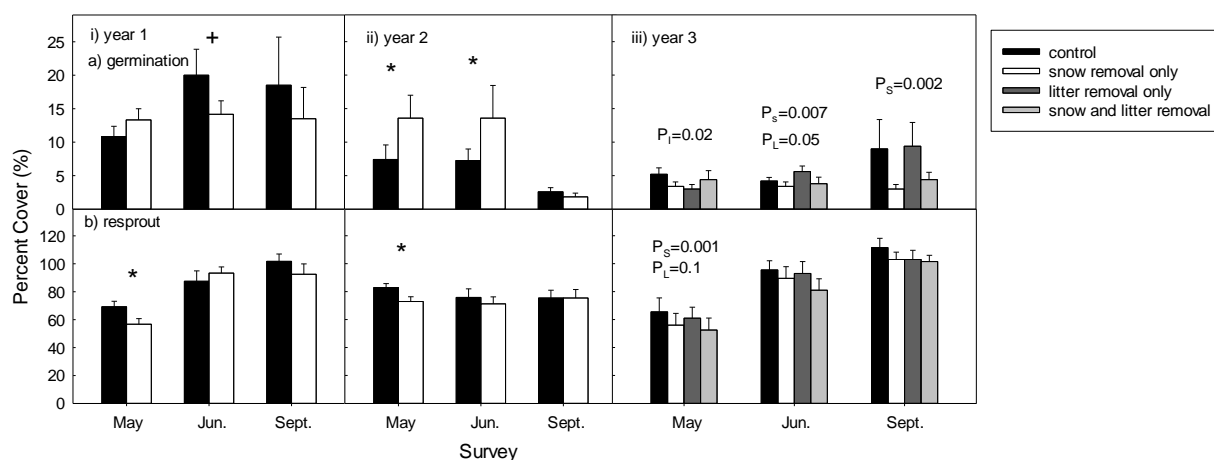 i) year 1
a) germination
+
ii) year 2
*
*
iii) year 3
P_I=0.02
P_s=0.007
P_L=0.05
P_S=0.002
control
snow removal only
litter removal only
snow and litter removal
25
20
15
10
5
0
b) resprout
*
*
P_S=0.001
P_L=0.1
120
100
80
60
40
20
0
Percent Cover (%)
May
Jun.
Sept.
May
Jun.
Sept.
May
Jun.
Sept.
Survey